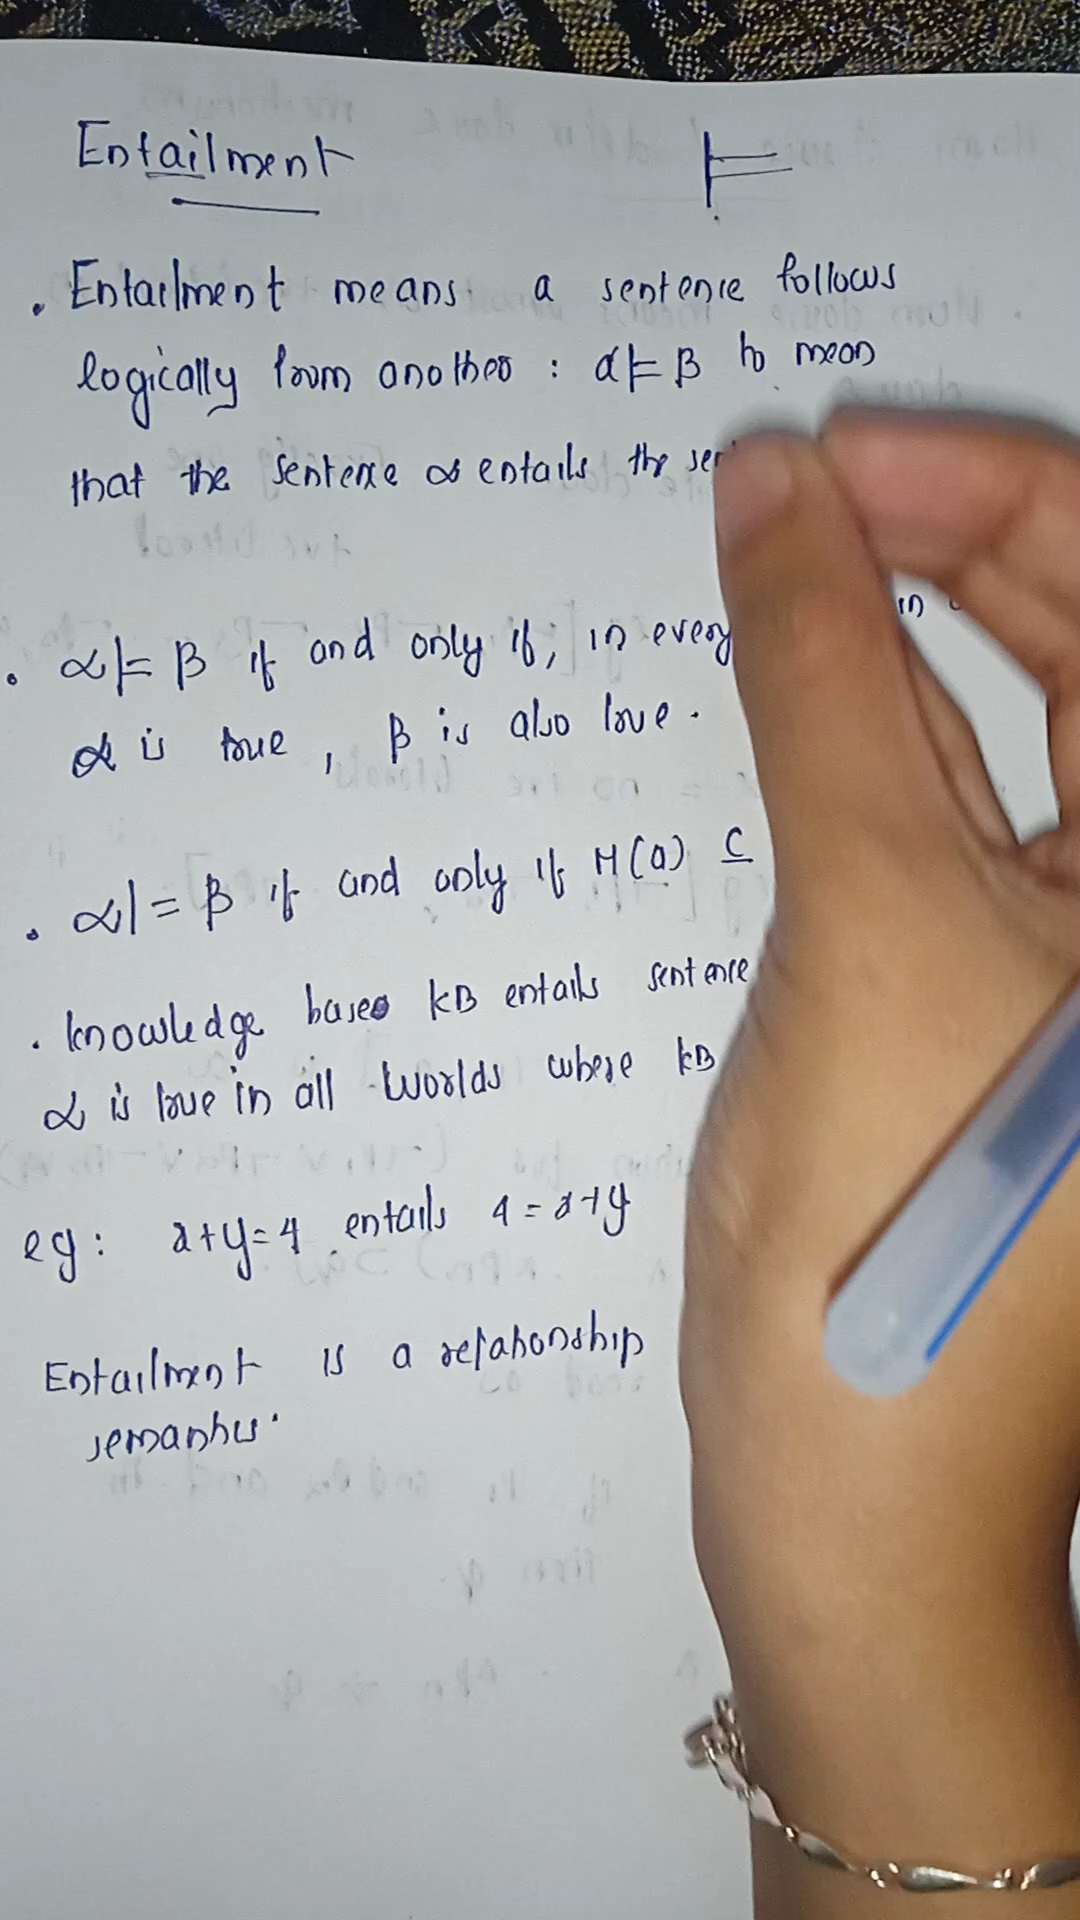 Entailment ⊨
. Entailment means a sentence follows
logically from another : α ⊨ β to mean
that the sentence α entails the
. α ⊨ β if and only if, in every in
α is true , β is also true .
. α |= β if and only if M(α) ⊆
. knowledge bases KB entails sentence
α is true in all worlds where KB
eg: x+y=4 entails 4=x+y
Entailment is a relationship
semantics.